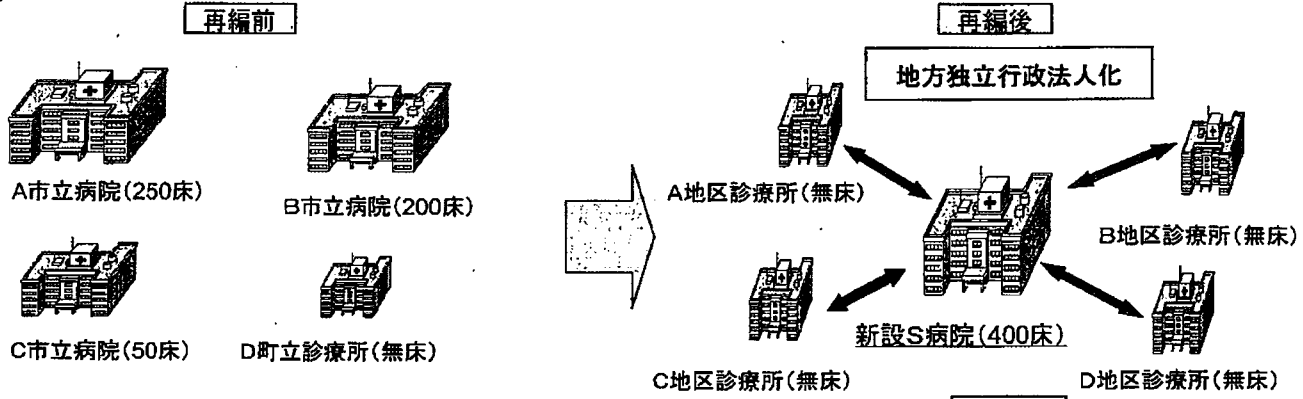 再編前
A市立病院(250床)
B市立病院(200床)
C市立病院(50床)
D町立診療所(無床)
再編後
地方独立行政法人化
A地区診療所(無床)
B地区診療所(無床)
新設S病院(400床)
C地区診療所(無床)
D地区診療所(無床)